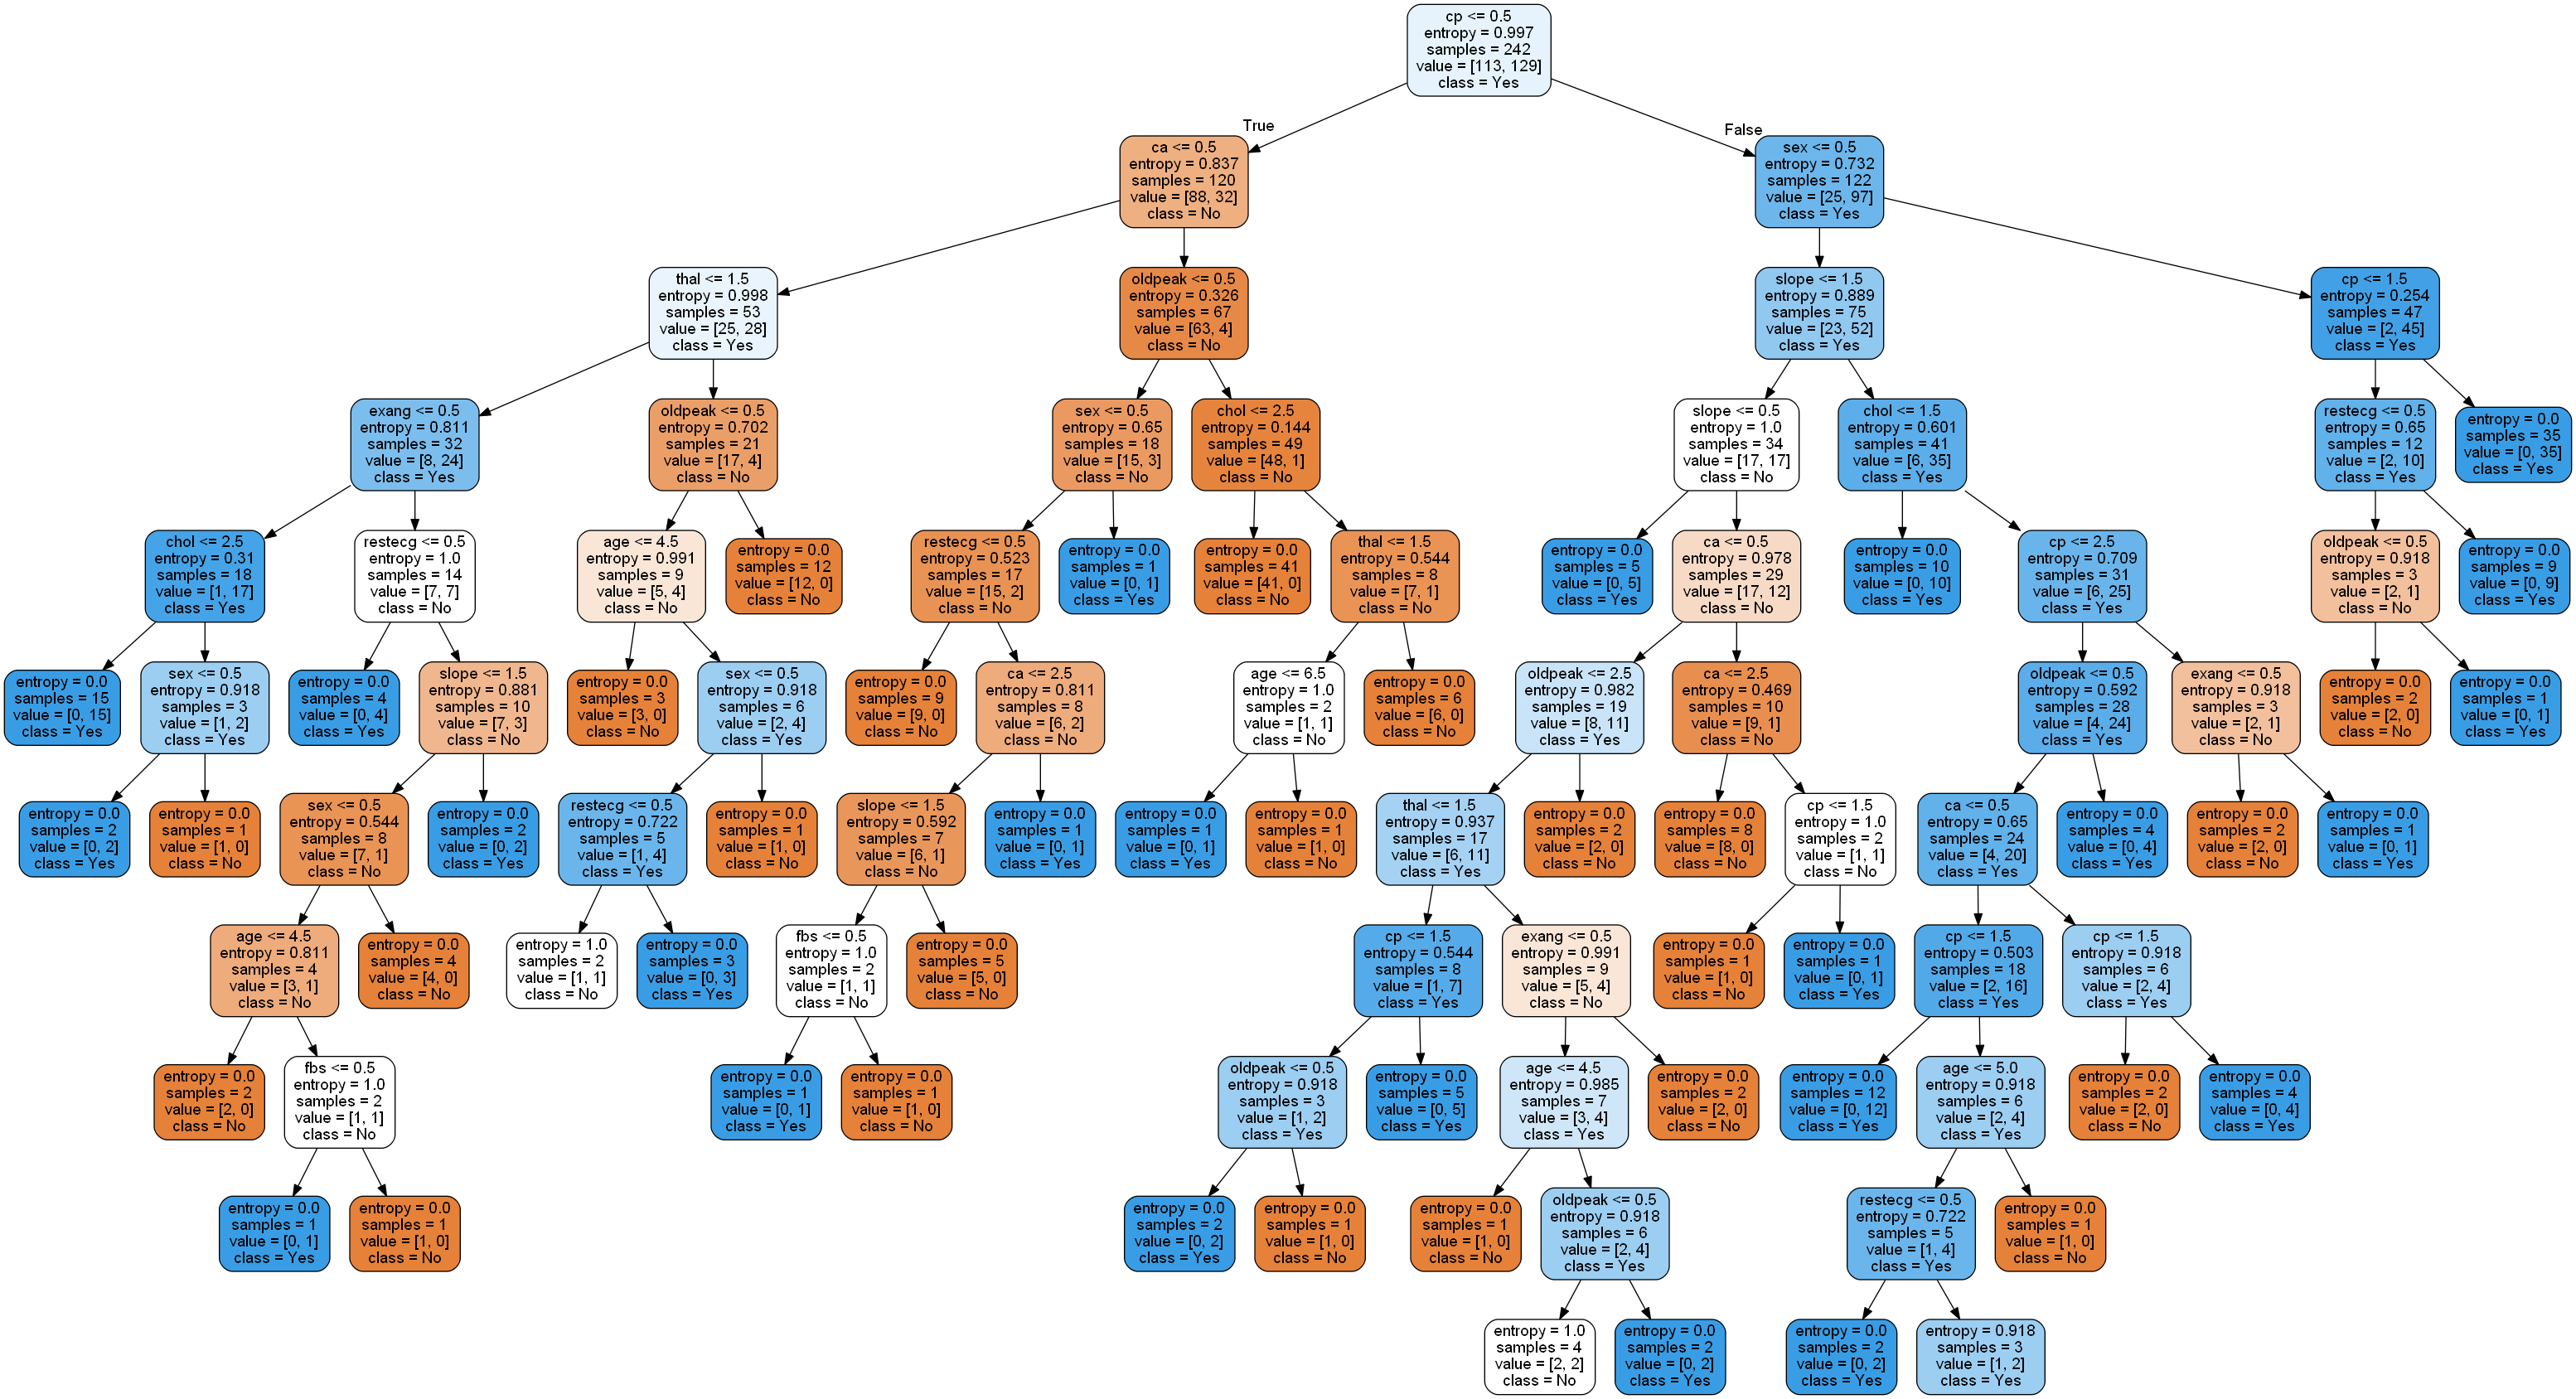 cp <= 0.5
entropy = 0.997
samples = 242
value = [113, 129]
class = Yes
True
False
ca <= 0.5
entropy = 0.837
samples = 120
value = [88, 32]
class = No
sex <= 0.5
entropy = 0.732
samples = 122
value = [25, 97]
class = Yes
thal <= 1.5
entropy = 0.998
samples = 53
value = [25, 28]
class = Yes
oldpeak <= 0.5
entropy = 0.326
samples = 67
value = [63, 4]
class = No
slope <= 1.5
entropy = 0.889
samples = 75
value = [23, 52]
class = Yes
cp <= 1.5
entropy = 0.254
samples = 47
value = [2, 45]
class = Yes
exang <= 0.5
entropy = 0.811
samples = 32
value = [8, 24]
class = Yes
oldpeak <= 0.5
entropy = 0.702
samples = 21
value = [17, 4]
class = No
sex <= 0.5
entropy = 0.65
samples = 18
value = [15, 3]
class = No
chol <= 2.5
entropy = 0.144
samples = 49
value = [48, 1]
class = No
slope <= 0.5
entropy = 1.0
samples = 34
value = [17, 17]
class = No
chol <= 1.5
entropy = 0.601
samples = 41
value = [6, 35]
class = Yes
restecg <= 0.5
entropy = 0.65
samples = 12
value = [2, 10]
class = Yes
entropy = 0.0
samples = 35
value = [0, 35]
class = Yes
chol <= 2.5
entropy = 0.31
samples = 18
value = [1, 17]
class = Yes
restecg <= 0.5
entropy = 1.0
samples = 14
value = [7, 7]
class = No
age <= 4.5
entropy = 0.991
samples = 9
value = [5, 4]
class = No
entropy = 0.0
samples = 12
value = [12, 0]
class = No
restecg <= 0.5
entropy = 0.523
samples = 17
value = [15, 2]
class = No
entropy = 0.0
samples = 1
value = [0, 1]
class = Yes
entropy = 0.0
samples = 41
value = [41, 0]
class = No
thal <= 1.5
entropy = 0.544
samples = 8
value = [7, 1]
class = No
entropy = 0.0
samples = 5
value = [0, 5]
class = Yes
ca <= 0.5
entropy = 0.978
samples = 29
value = [17, 12]
class = No
entropy = 0.0
samples = 10
value = [0, 10]
class = Yes
cp <= 2.5
entropy = 0.709
samples = 31
value = [6, 25]
class = Yes
oldpeak <= 0.5
entropy = 0.918
samples = 3
value = [2, 1]
class = No
entropy = 0.0
samples = 9
value = [0, 9]
class = Yes
entropy = 0.0
samples = 15
value = [0, 15]
class = Yes
sex <= 0.5
entropy = 0.918
samples = 3
value = [1, 2]
class = Yes
entropy = 0.0
samples = 4
value = [0, 4]
class = Yes
slope <= 1.5
entropy = 0.881
samples = 10
value = [7, 3]
class = No
entropy = 0.0
samples = 3
value = [3, 0]
class = No
sex <= 0.5
entropy = 0.918
samples = 6
value = [2, 4]
class = Yes
entropy = 0.0
samples = 9
value = [9, 0]
class = No
ca <= 2.5
entropy = 0.811
samples = 8
value = [6, 2]
class = No
age <= 6.5
entropy = 1.0
samples = 2
value = [1, 1]
class = No
entropy = 0.0
samples = 6
value = [6, 0]
class = No
oldpeak <= 2.5
entropy = 0.982
samples = 19
value = [8, 11]
class = Yes
ca <= 2.5
entropy = 0.469
samples = 10
value = [9, 1]
class = No
oldpeak <= 0.5
entropy = 0.592
samples = 28
value = [4, 24]
class = Yes
exang <= 0.5
entropy = 0.918
samples = 3
value = [2, 1]
class = No
entropy = 0.0
samples = 2
value = [2, 0]
class = No
entropy = 0.0
samples = 1
value = [0, 1]
class = Yes
entropy = 0.0
samples = 2
value = [0, 2]
class = Yes
entropy = 0.0
samples = 1
value = [1, 0]
class = No
sex <= 0.5
entropy = 0.544
samples = 8
value = [7, 1]
class = No
entropy = 0.0
samples = 2
value = [0, 2]
class = Yes
restecg <= 0.5
entropy = 0.722
samples = 5
value = [1, 4]
class = Yes
entropy = 0.0
samples = 1
value = [1, 0]
class = No
slope <= 1.5
entropy = 0.592
samples = 7
value = [6, 1]
class = No
entropy = 0.0
samples = 1
value = [0, 1]
class = Yes
entropy = 0.0
samples = 1
value = [0, 1]
class = Yes
entropy = 0.0
samples = 1
value = [1, 0]
class = No
thal <= 1.5
entropy = 0.937
samples = 17
value = [6, 11]
class = Yes
entropy = 0.0
samples = 2
value = [2, 0]
class = No
entropy = 0.0
samples = 8
value = [8, 0]
class = No
cp <= 1.5
entropy = 1.0
samples = 2
value = [1, 1]
class = No
ca <= 0.5
entropy = 0.65
samples = 24
value = [4, 20]
class = Yes
entropy = 0.0
samples = 4
value = [0, 4]
class = Yes
entropy = 0.0
samples = 2
value = [2, 0]
class = No
entropy = 0.0
samples = 1
value = [0, 1]
class = Yes
age <= 4.5
entropy = 0.811
samples = 4
value = [3, 1]
class = No
entropy = 0.0
samples = 4
value = [4, 0]
class = No
entropy = 1.0
samples = 2
value = [1, 1]
class = No
entropy = 0.0
samples = 3
value = [0, 3]
class = Yes
fbs <= 0.5
entropy = 1.0
samples = 2
value = [1, 1]
class = No
entropy = 0.0
samples = 5
value = [5, 0]
class = No
cp <= 1.5
entropy = 0.544
samples = 8
value = [1, 7]
class = Yes
exang <= 0.5
entropy = 0.991
samples = 9
value = [5, 4]
class = No
entropy = 0.0
samples = 1
value = [1, 0]
class = No
entropy = 0.0
samples = 1
value = [0, 1]
class = Yes
cp <= 1.5
entropy = 0.503
samples = 18
value = [2, 16]
class = Yes
cp <= 1.5
entropy = 0.918
samples = 6
value = [2, 4]
class = Yes
entropy = 0.0
samples = 2
value = [2, 0]
class = No
fbs <= 0.5
entropy = 1.0
samples = 2
value = [1, 1]
class = No
entropy = 0.0
samples = 1
value = [0, 1]
class = Yes
entropy = 0.0
samples = 1
value = [1, 0]
class = No
oldpeak <= 0.5
entropy = 0.918
samples = 3
value = [1, 2]
class = Yes
entropy = 0.0
samples = 5
value = [0, 5]
class = Yes
age <= 4.5
entropy = 0.985
samples = 7
value = [3, 4]
class = Yes
entropy = 0.0
samples = 2
value = [2, 0]
class = No
entropy = 0.0
samples = 12
value = [0, 12]
class = Yes
age <= 5.0
entropy = 0.918
samples = 6
value = [2, 4]
class = Yes
entropy = 0.0
samples = 2
value = [2, 0]
class = No
entropy = 0.0
samples = 4
value = [0, 4]
class = Yes
entropy = 0.0
samples = 1
value = [0, 1]
class = Yes
entropy = 0.0
samples = 1
value = [1, 0]
class = No
entropy = 0.0
samples = 2
value = [0, 2]
class = Yes
entropy = 0.0
samples = 1
value = [1, 0]
class = No
entropy = 0.0
samples = 1
value = [1, 0]
class = No
oldpeak <= 0.5
entropy = 0.918
samples = 6
value = [2, 4]
class = Yes
restecg <= 0.5
entropy = 0.722
samples = 5
value = [1, 4]
class = Yes
entropy = 0.0
samples = 1
value = [1, 0]
class = No
entropy = 1.0
samples = 4
value = [2, 2]
class = No
entropy = 0.0
samples = 2
value = [0, 2]
class = Yes
entropy = 0.0
samples = 2
value = [0, 2]
class = Yes
entropy = 0.918
samples = 3
value = [1, 2]
class = Yes